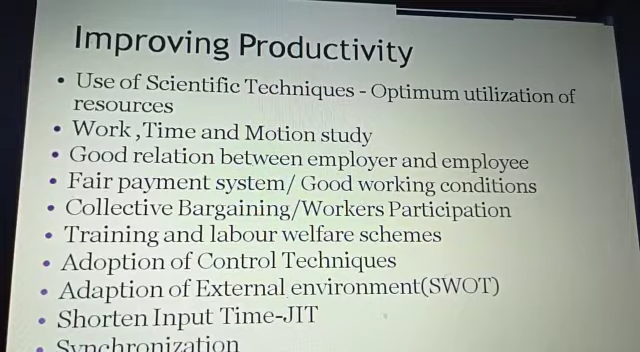 Improving Productivity
• Use of Scientific Techniques - Optimum utilization of
resources
• Work ,Time and Motion study
• Good relation between employer and employee
• Fair payment system/ Good working conditions
• Collective Bargaining/Workers Participation
• Training and labour welfare schemes
• Adoption of Control Techniques
• Adaption of External environment(SWOT)
• Shorten Input Time-JIT
• Synchronization